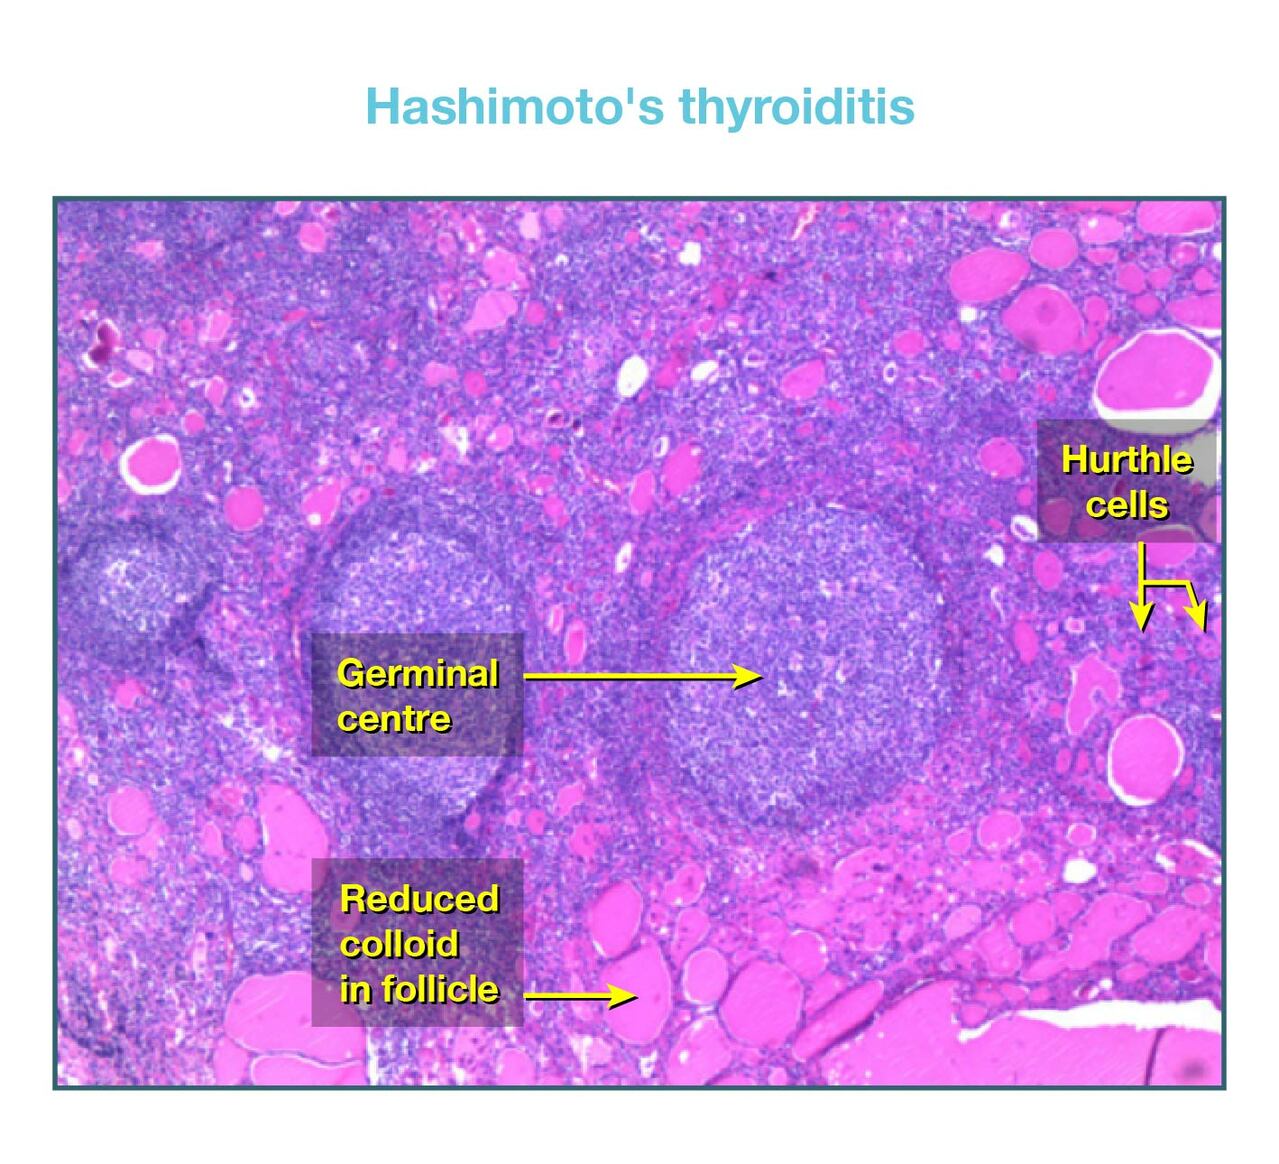 Hashimoto's thyroiditis
Hurthle
cells
Germinal
centre
Reduced
colloid
in follicle